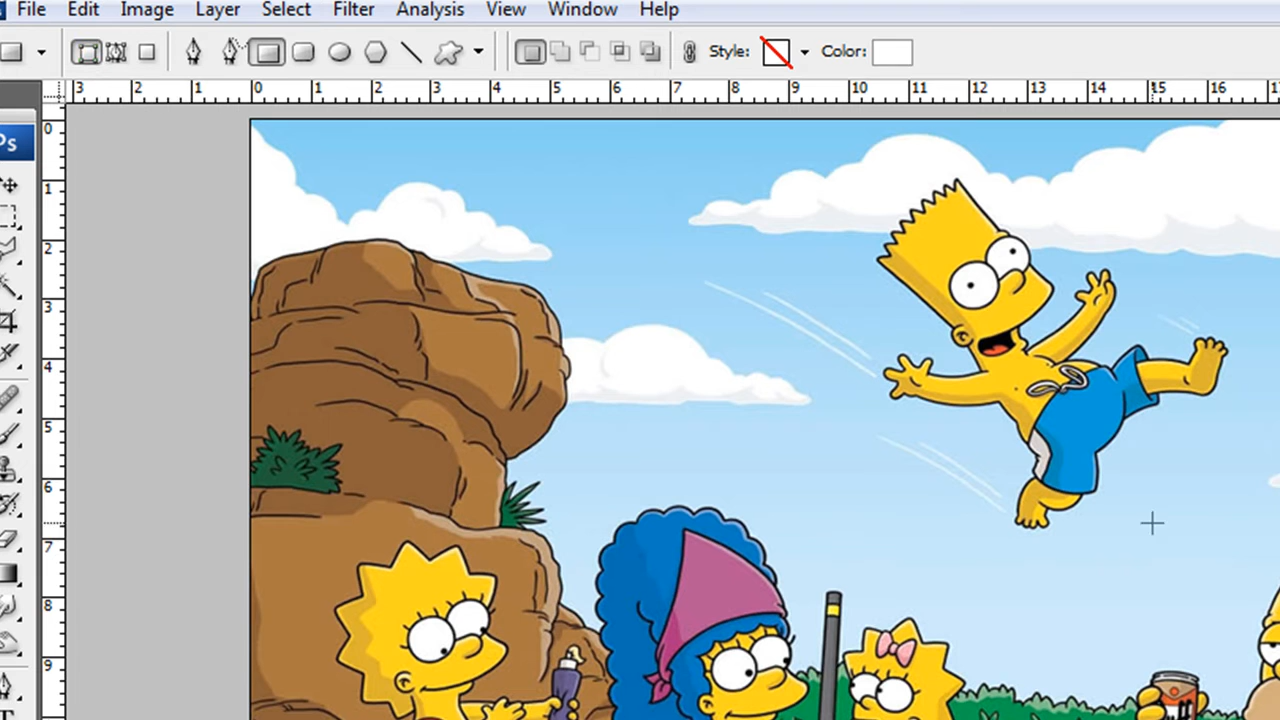 File Edit Image Layer Select Filter Analysis View Window Help
Style: Color:
3 2 1 0 1 2 3 4 5 6 7 8 9 10 11 12 13 14 15 16
Ps
0
1
2
3
4
5
6
7
8
9